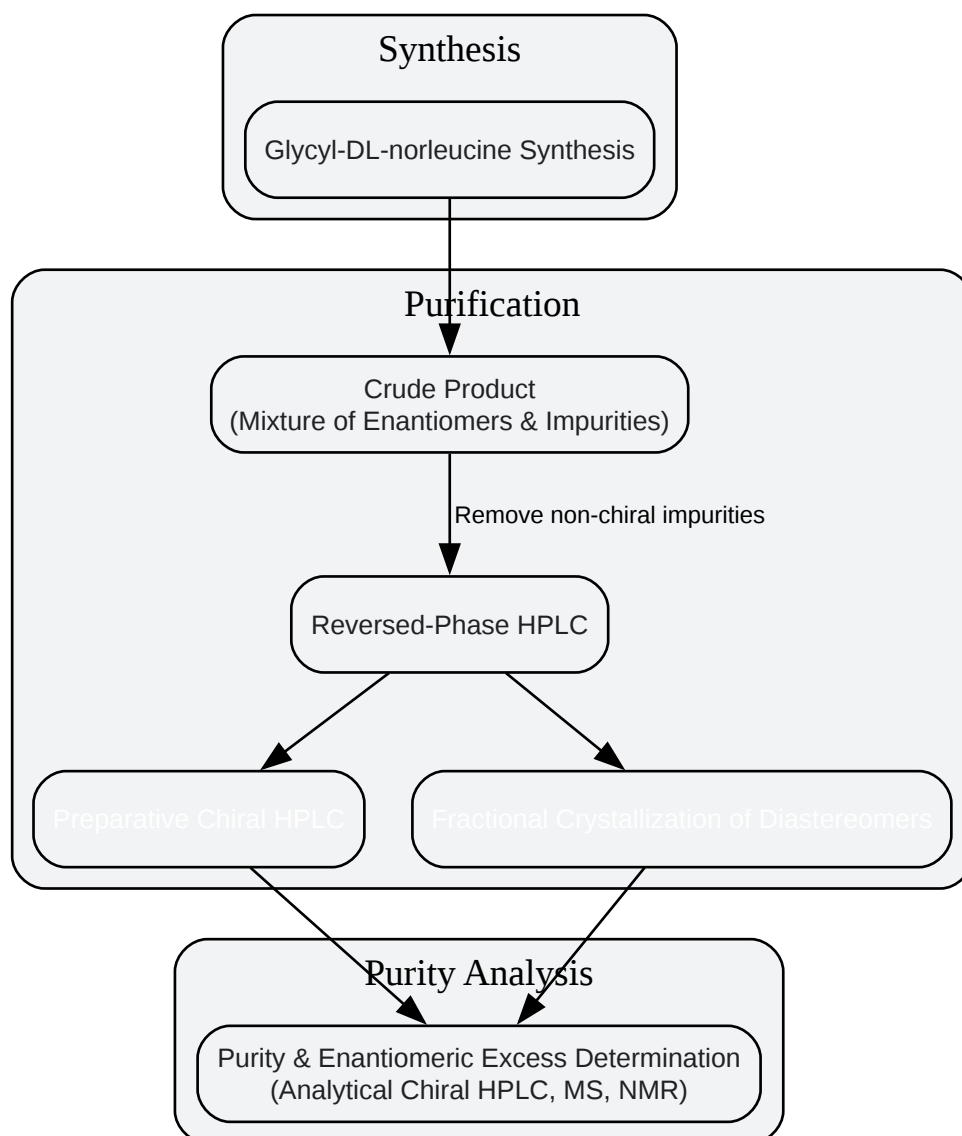 Synthesis
Glycyl-DL-norleucine Synthesis
Purification
Crude Product
(Mixture of Enantiomers & Impurities)
Remove non-chiral impurities
Reversed-Phase HPLC
Preparative Chiral HPLC
Fractional Crystallization of Diastereomers
Purity Analysis
Purity & Enantiomeric Excess Determination
(Analytical Chiral HPLC, MS, NMR)